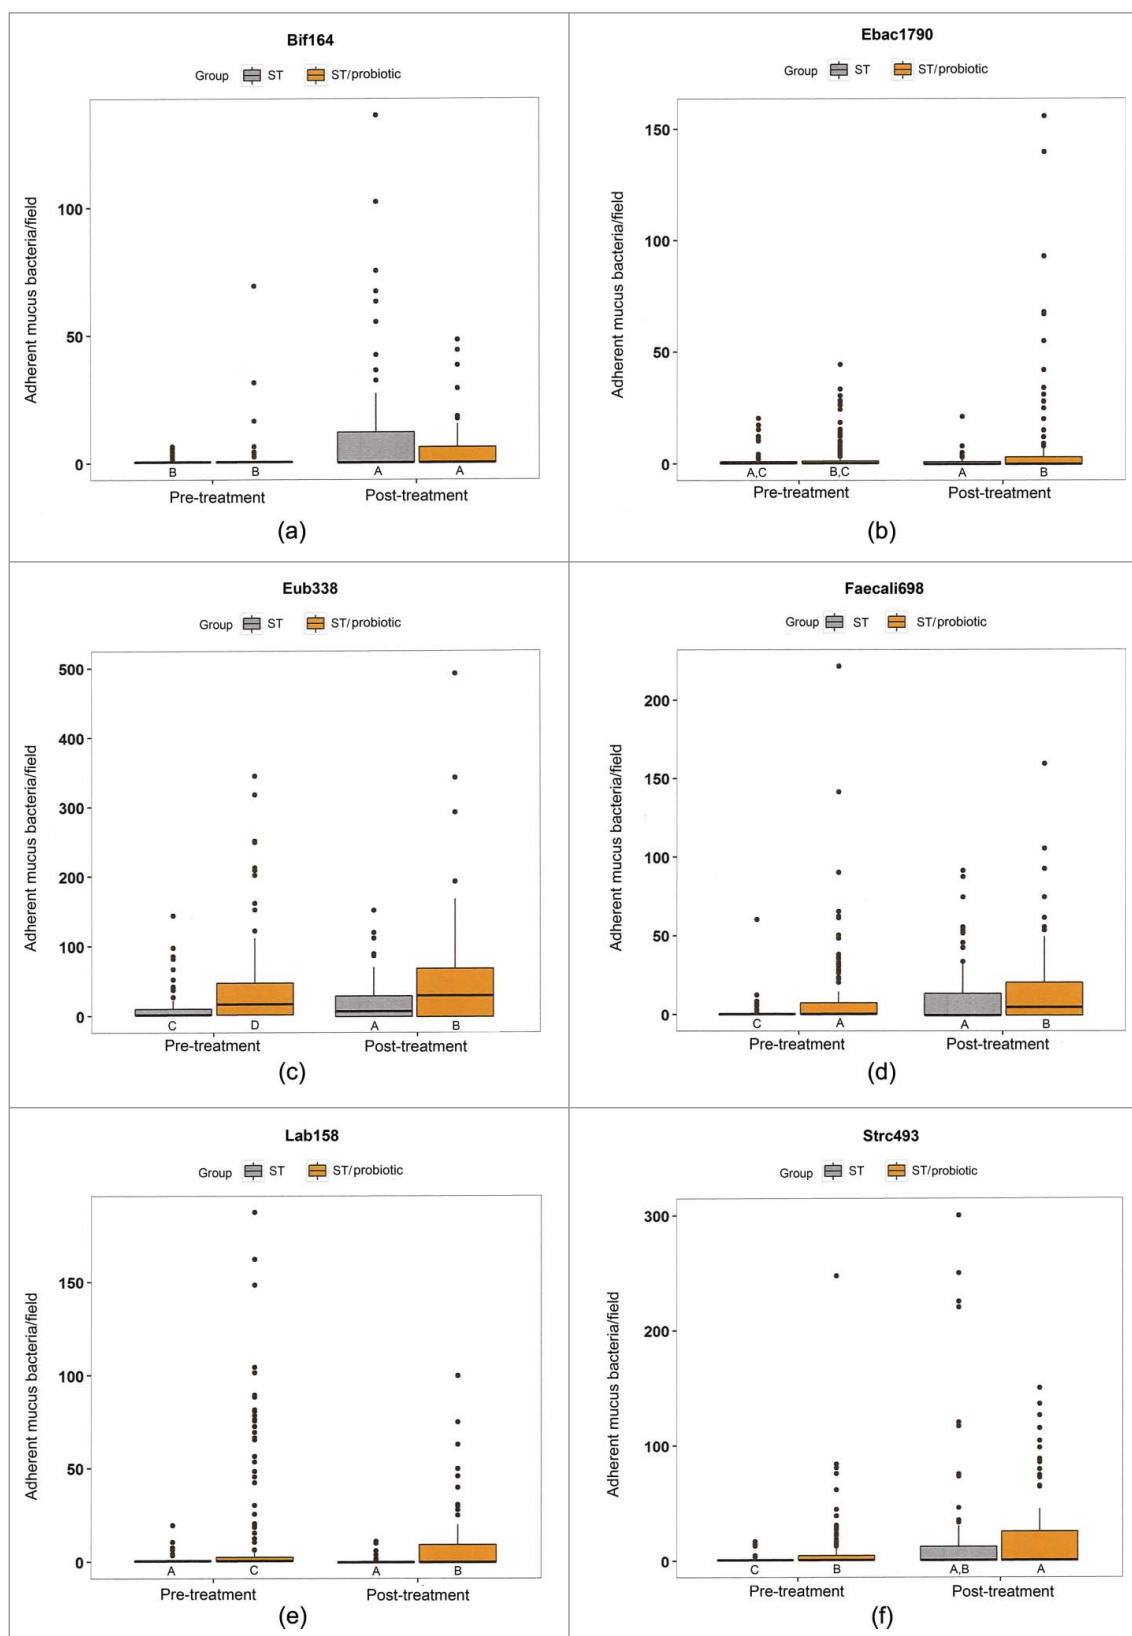 Bif164
Group ST ST/probiotic
Adherent mucus bacteria/field
100
50
0
B B A A
Pre-treatment Post-treatment
(a)
Ebac1790
Group ST ST/probiotic
Adherent mucus bacteria/field
150
100
50
0
A,C B,C A B
Pre-treatment Post-treatment
(b)
Eub338
Group ST ST/probiotic
Adherent mucus bacteria/field
500
400
300
200
100
0
C D A B
Pre-treatment Post-treatment
(c)
Faecali698
Group ST ST/probiotic
Adherent mucus bacteria/field
200
150
100
50
0
C A A B
Pre-treatment Post-treatment
(d)
Lab158
Group ST ST/probiotic
Adherent mucus bacteria/field
150
100
50
0
A C A B
Pre-treatment Post-treatment
(e)
Strc493
Group ST ST/probiotic
Adherent mucus bacteria/field
300
200
100
0
C B A,B A
Pre-treatment Post-treatment
(f)